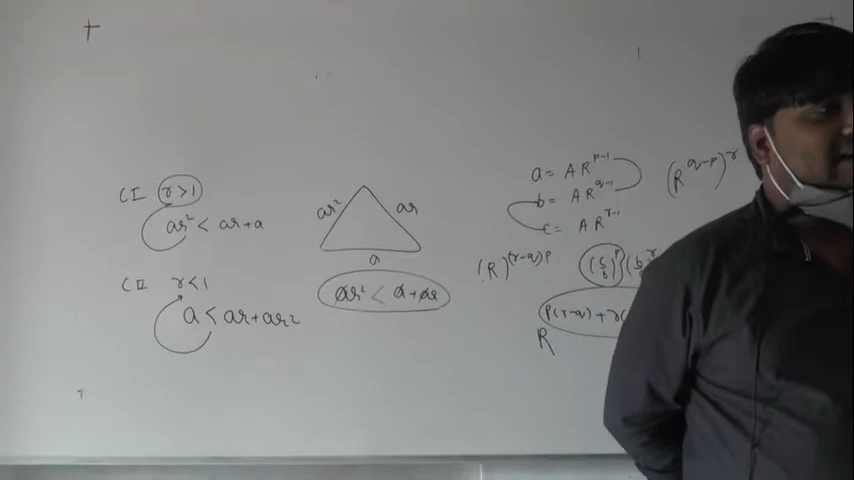 CI r>1
ar² < ar+a
CII r<1
a < ar+ar²
ar² ar
a
ar² < a+ar
a = AR^{p-1}
b = AR^{q-1}
c = AR^{r-1}
(R^{q-p})^r
(R)^{(r-q)p}
(c/b)^p
p(r-q)+r(
R